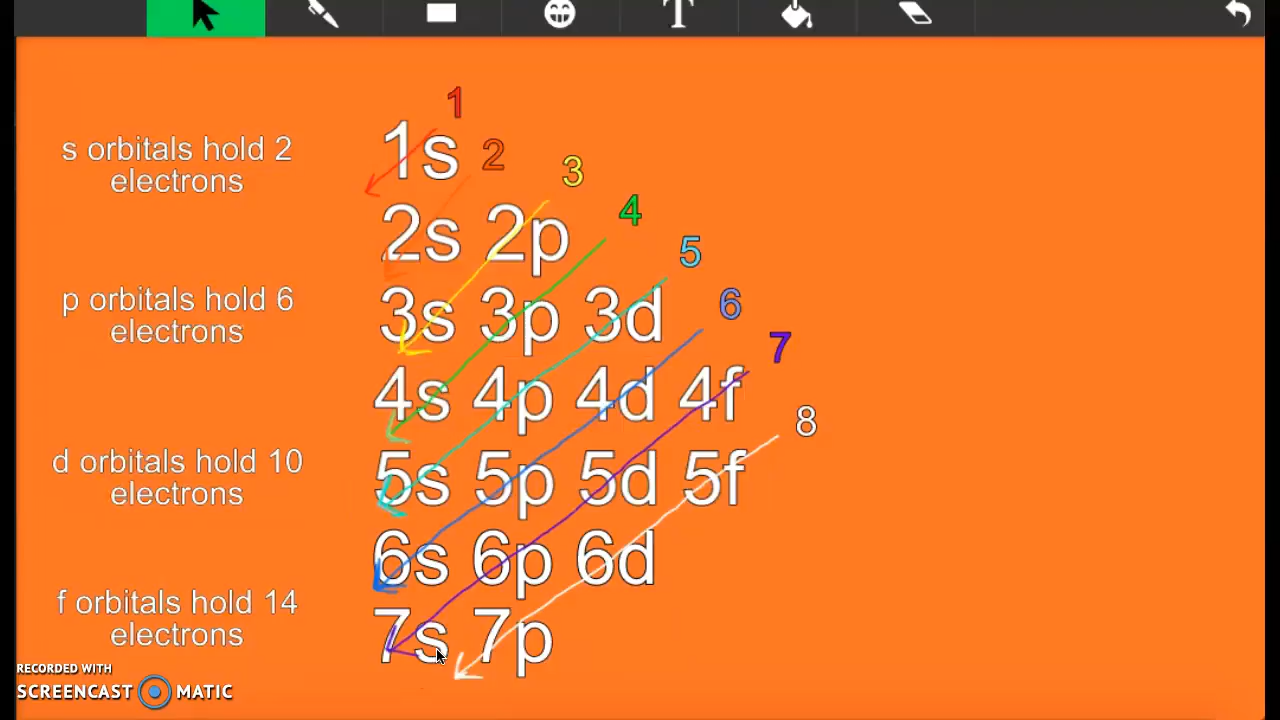 1
1s
2
3
s orbitals hold 2
electrons
4
2s 2p
5
p orbitals hold 6
electrons
3s 3p 3d
6
7
4s 4p 4d 4f
8
d orbitals hold 10
electrons
5s 5p 5d 5f
6s 6p 6d
f orbitals hold 14
electrons
7s 7p
RECORDED WITH
SCREENCAST MATIC